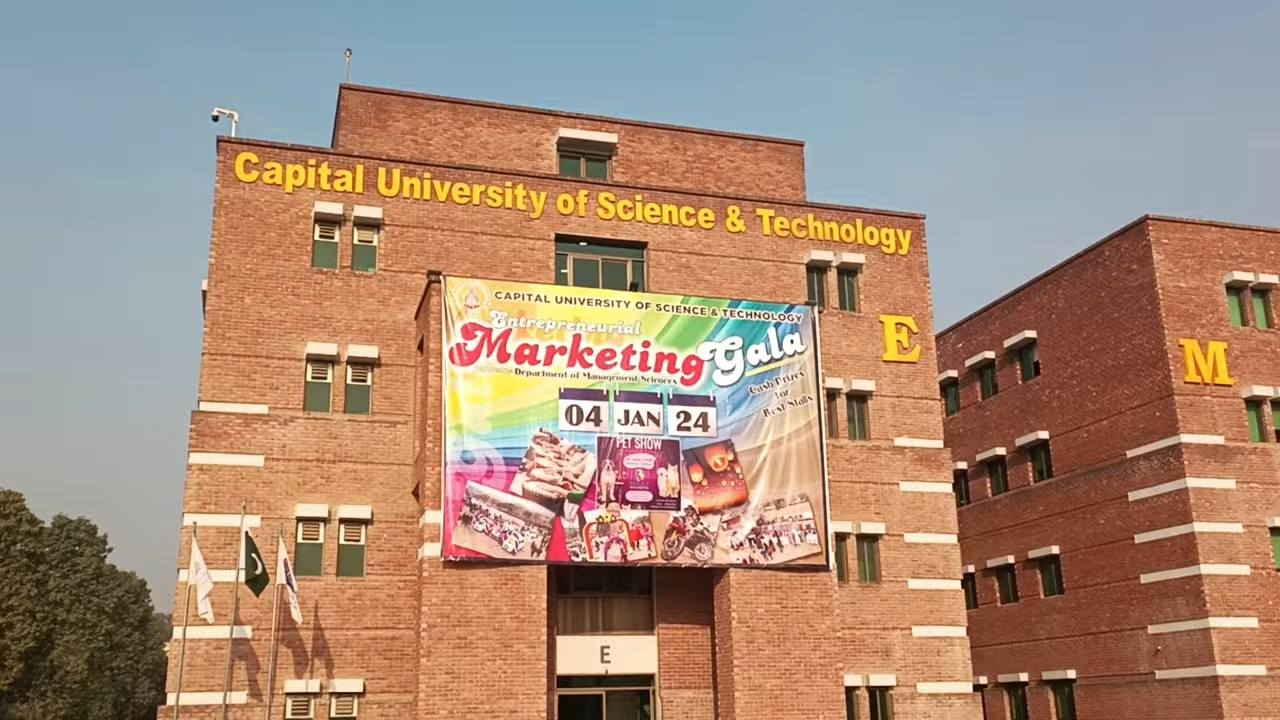 Capital University of Science & Technology
E
M
CAPITAL UNIVERSITY OF SCIENCE & TECHNOLOGY
Entrepreneurial
Marketing Gala
Department of Management Sciences
Cash Prizes
for
Best Stalls
04 JAN 24
PET SHOW
E